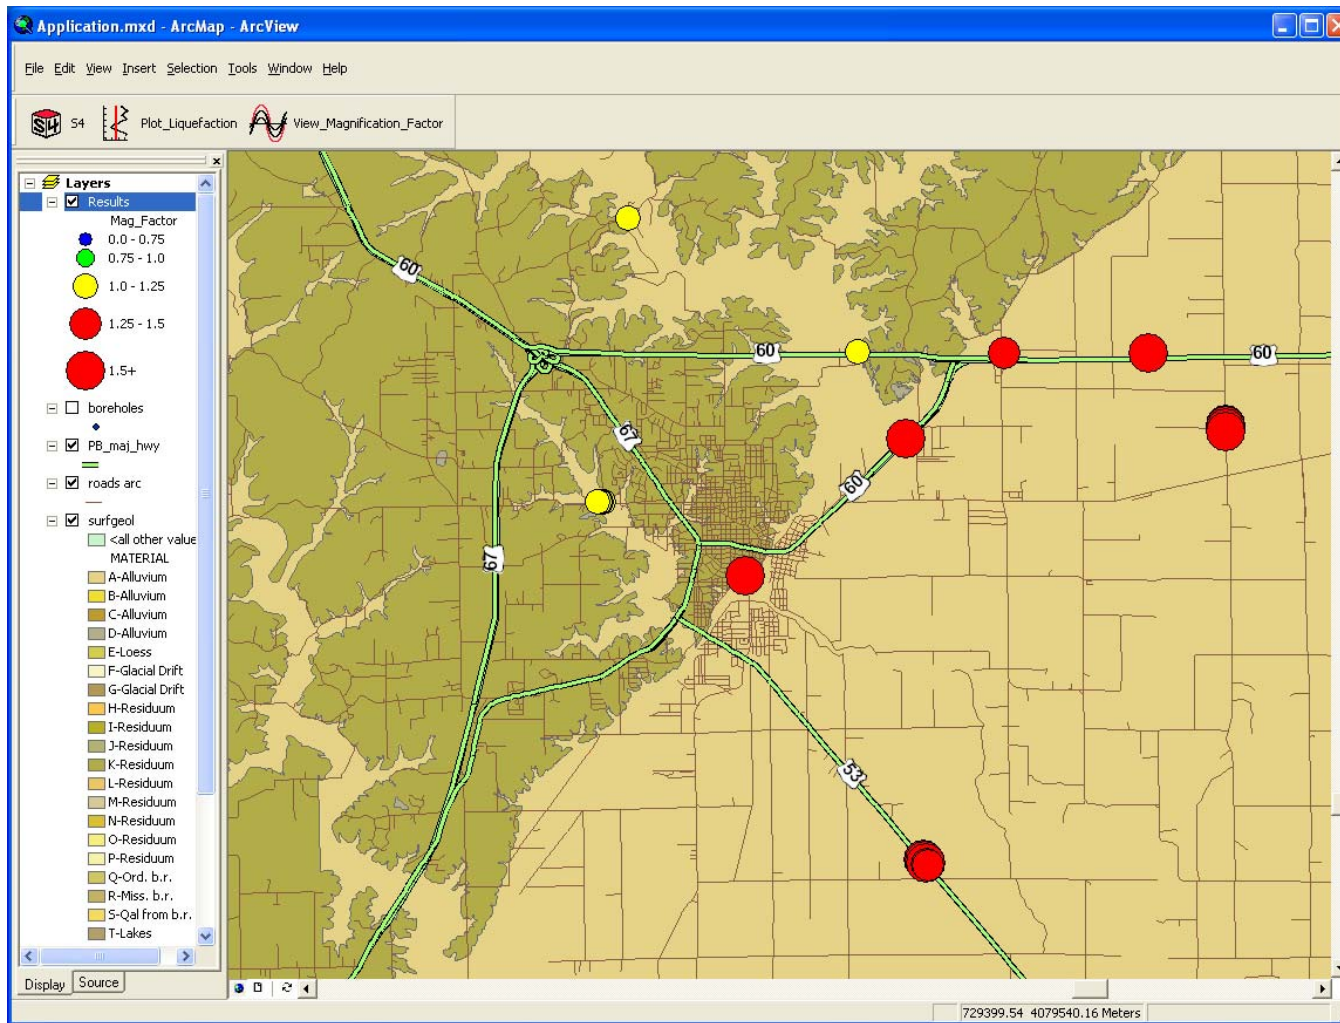 Application.mxd - ArcMap - ArcView
File Edit View Insert Selection Tools Window Help
S4 Plot_Liquefaction View_Magnification_Factor
Layers
Results
Mag_Factor
0.0 - 0.75
0.75 - 1.0
1.0 - 1.25
1.25 - 1.5
1.5+
boreholes
PB_maj_hwy
roads arc
surfgeol
<all other value
MATERIAL
A-Alluvium
B-Alluvium
C-Alluvium
D-Alluvium
E-Loess
F-Glacial Drift
G-Glacial Drift
H-Residuum
I-Residuum
J-Residuum
K-Residuum
L-Residuum
M-Residuum
N-Residuum
O-Residuum
P-Residuum
Q-Ord. b.r.
R-Miss. b.r.
S-Qal from b.r.
T-Lakes
Display Source
60
60
60
67
60
67
53
729399.54 4079540.16 Meters